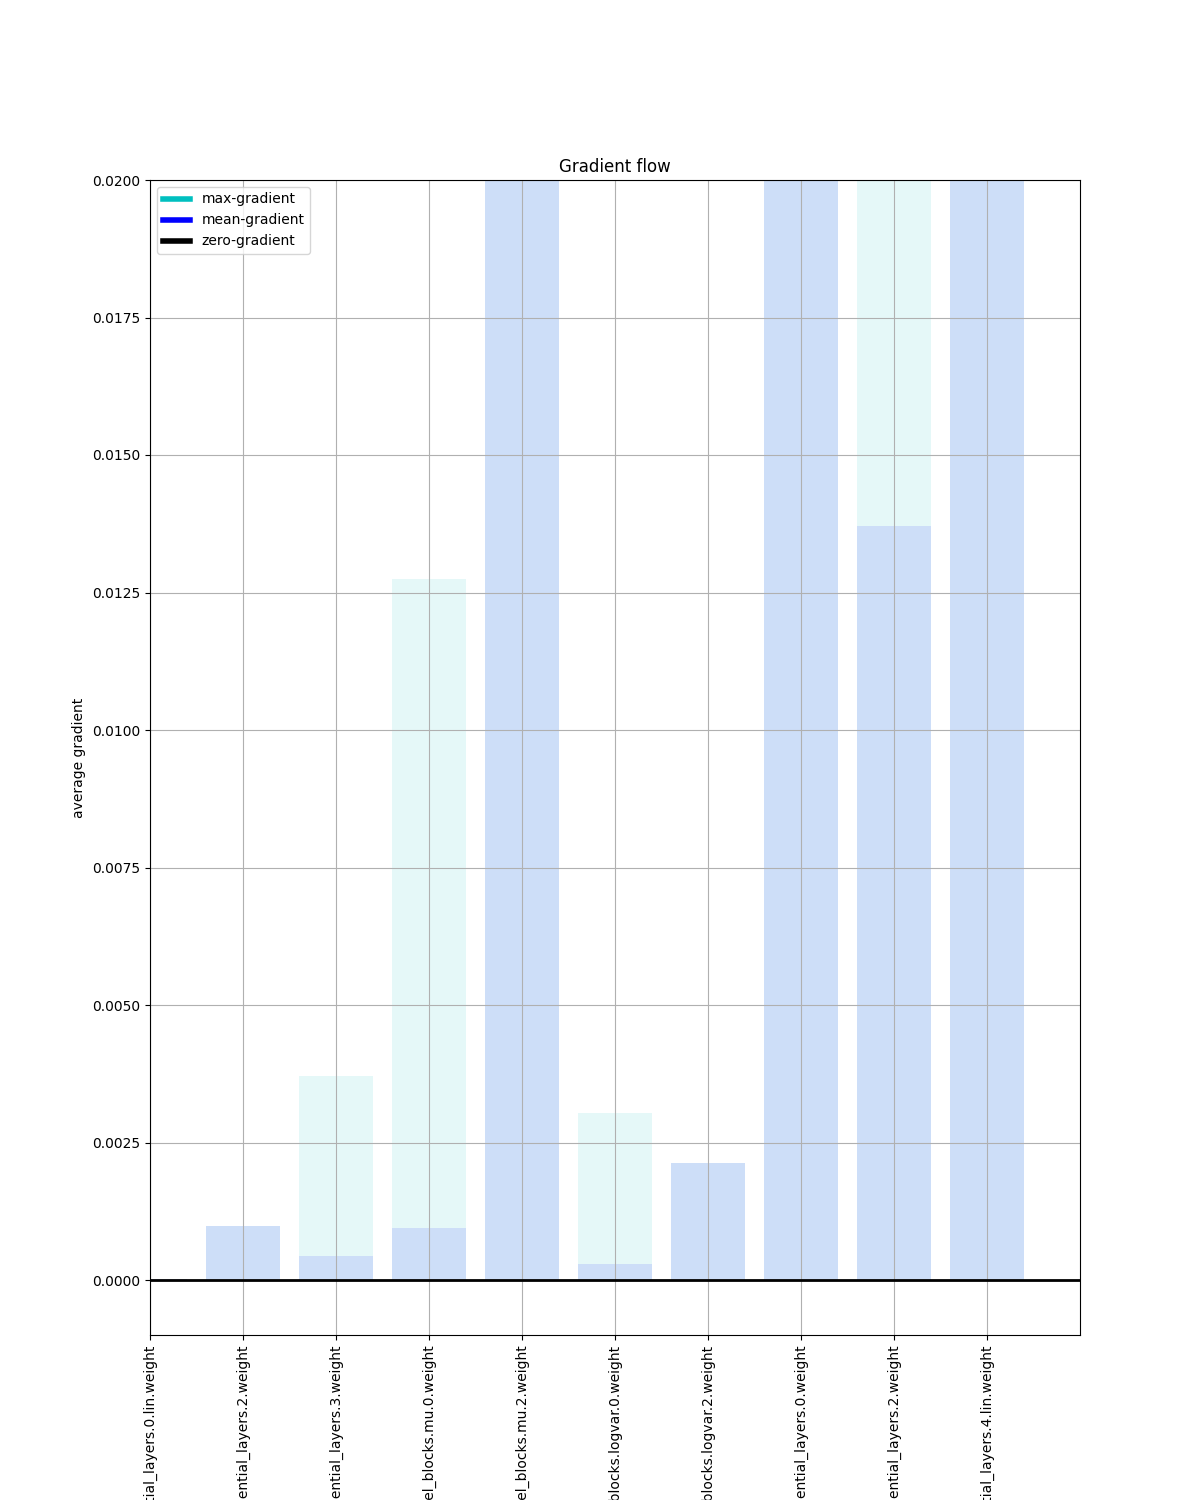 Gradient flow
max-gradient
mean-gradient
zero-gradient
0.0200
0.0175
0.0150
0.0125
0.0100
0.0075
0.0050
0.0025
0.0000
average gradient
tial_layers.0.lin.weight
ential_layers.2.weight
ential_layers.3.weight
el_blocks.mu.0.weight
el_blocks.mu.2.weight
blocks.logvar.0.weight
blocks.logvar.2.weight
ential_layers.0.weight
ential_layers.2.weight
tial_layers.4.lin.weight